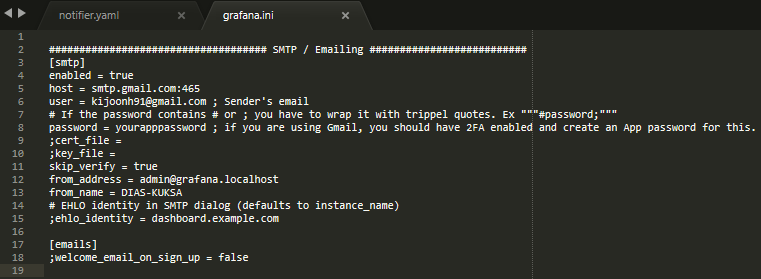 notifier.yaml
grafana.ini
1
2 #################################### SMTP / Emailing ##########################
3 [smtp]
4 enabled = true
5 host = smtp.gmail.com:465
6 user = kijoonh91@gmail.com ; Sender's email
7 # If the password contains # or ; you have to wrap it with trippel quotes. Ex """#password;"""
8 password = yourapppassword ; if you are using Gmail, you should have 2FA enabled and create an App password for this.
9 ;cert_file =
10 ;key_file =
11 skip_verify = true
12 from_address = admin@grafana.localhost
13 from_name = DIAS-KUKSA
14 # EHLO identity in SMTP dialog (defaults to instance_name)
15 ;ehlo_identity = dashboard.example.com
16
17 [emails]
18 ;welcome_email_on_sign_up = false
19